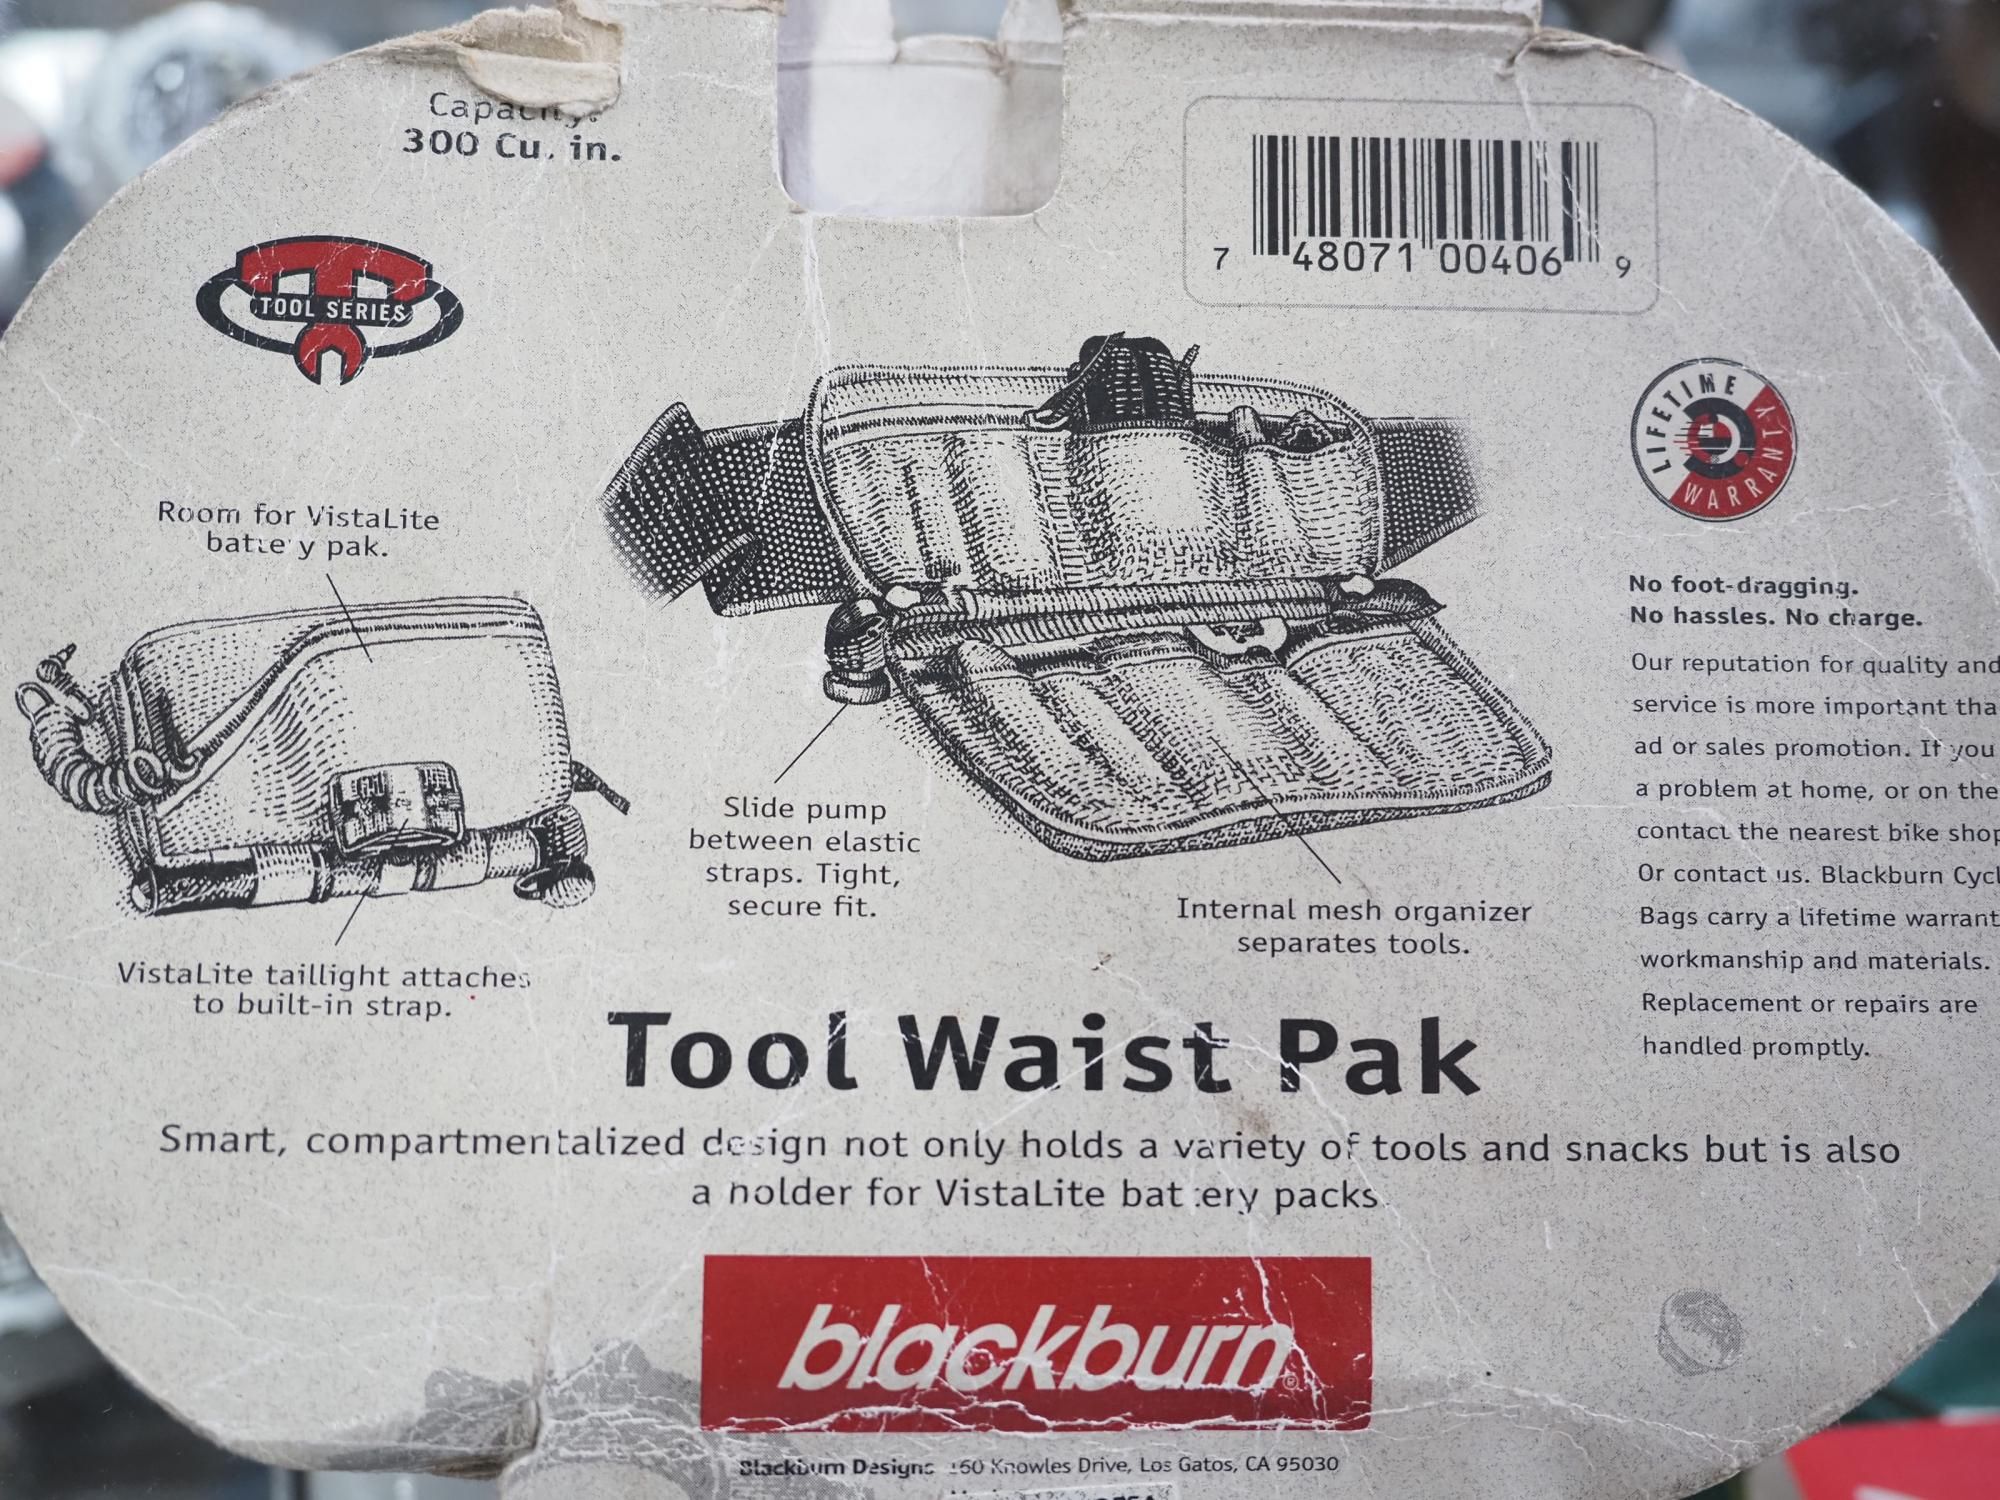 Capacity:
300 Cu. in.
7 48071 00406 9
TOOL SERIES
LIFETIME
WARRANTY
Room for VistaLite
battery pak.
VistaLite taillight attaches
to built-in strap.
Slide pump
between elastic
straps. Tight,
secure fit.
Internal mesh organizer
separates tools.
No foot-dragging.
No hassles. No charge.
Our reputation for quality and
service is more important tha
ad or sales promotion. If you
a problem at home, or on the
contact the nearest bike shop
Or contact us. Blackburn Cycl
Bags carry a lifetime warrant
workmanship and materials.
Replacement or repairs are
handled promptly.
Tool Waist Pak
Smart, compartmentalized design not only holds a variety of tools and snacks but is also
a holder for VistaLite battery packs
blackburn®
Blackburn Designs 160 Knowles Drive, Los Gatos, CA 95030